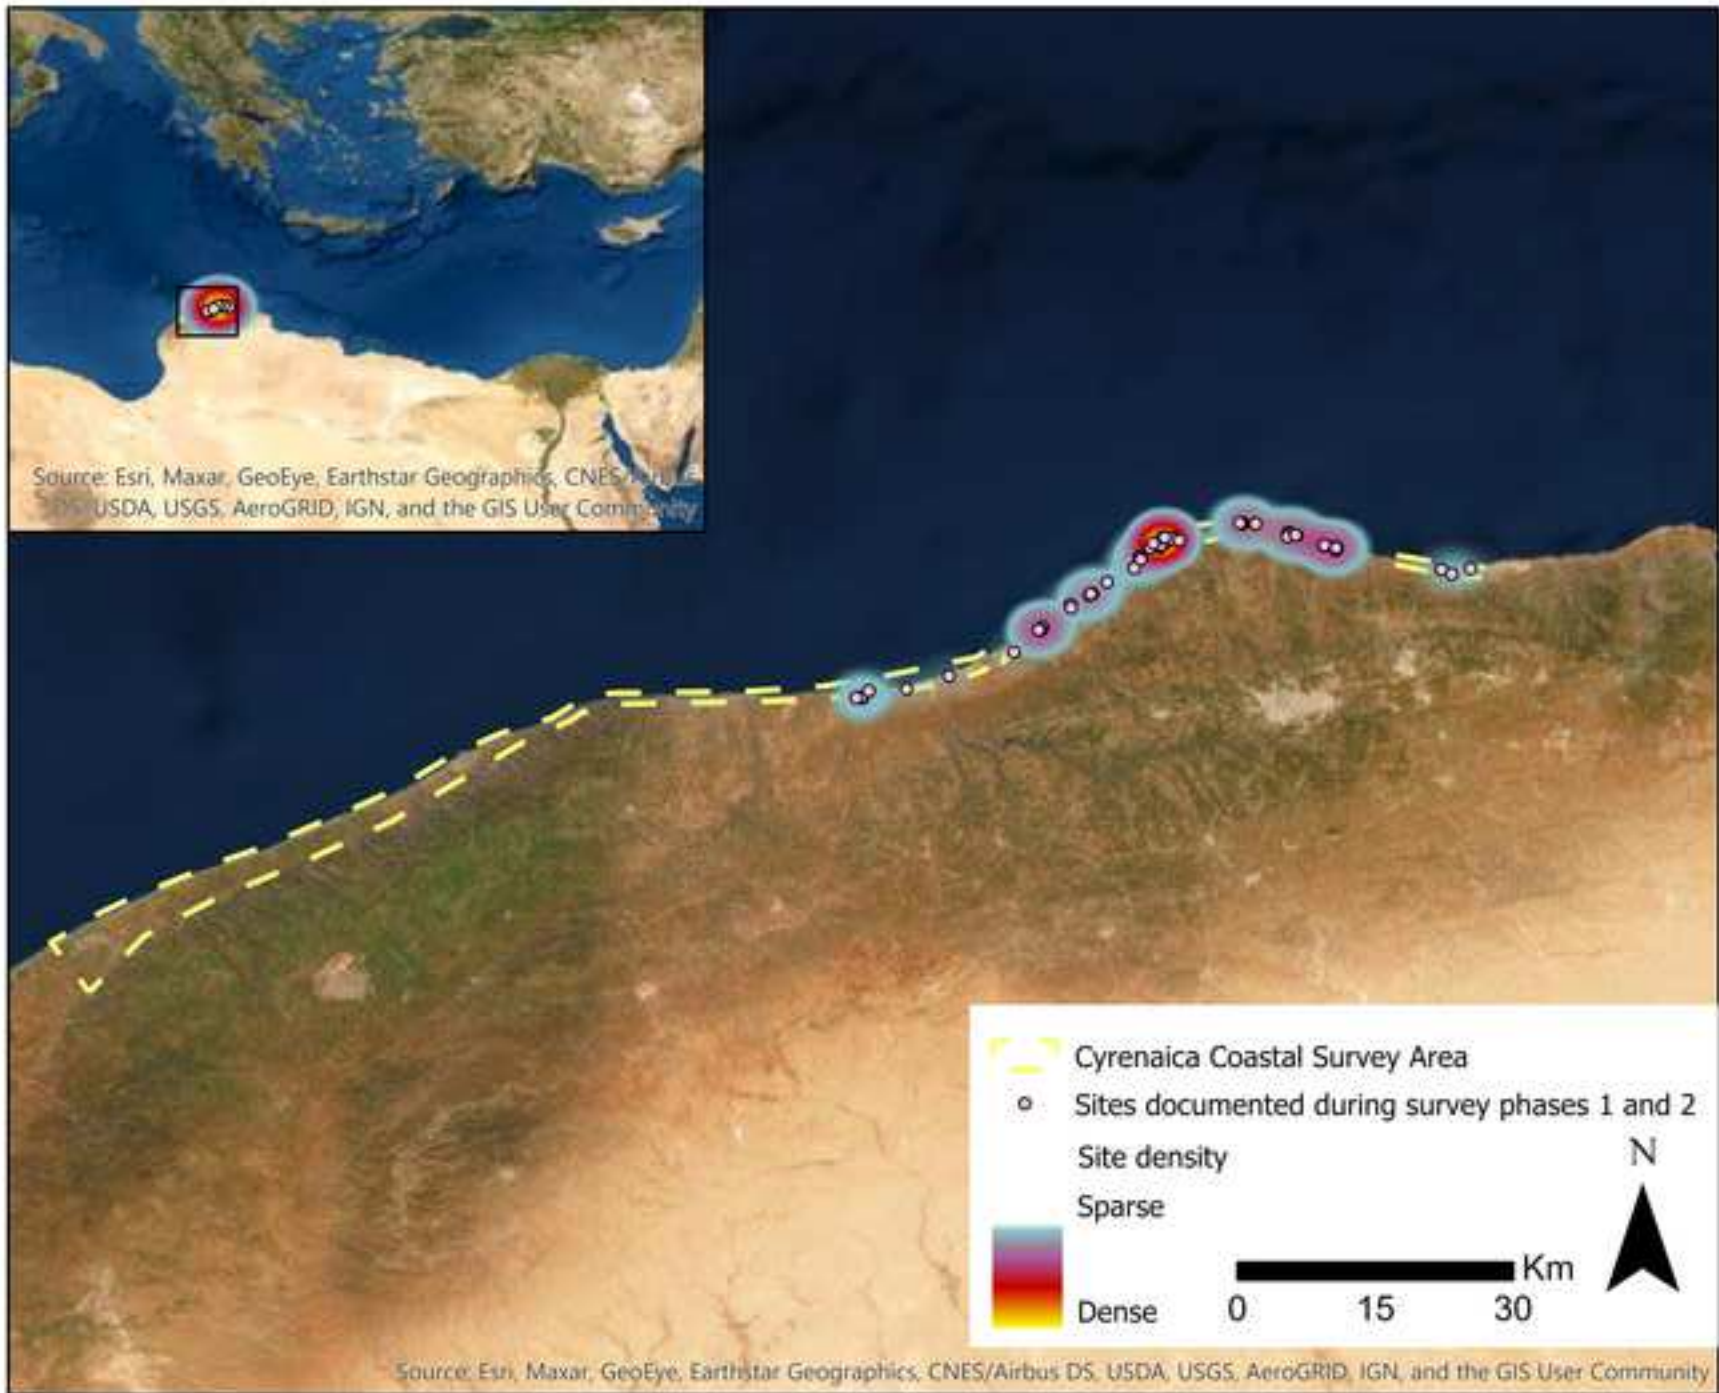 Source: Esri, Maxar, GeoEye, Earthstar Geographics, CNES/Airbus
DS, USDA, USGS, AeroGRID, IGN, and the GIS User Community
Cyrenaica Coastal Survey Area
Sites documented during survey phases 1 and 2
Site density
N
Sparse
Km
Dense
0 15 30
Source: Esri, Maxar, GeoEye, Earthstar Geographics, CNES/Airbus DS, USDA, USGS, AeroGRID, IGN, and the GIS User Community